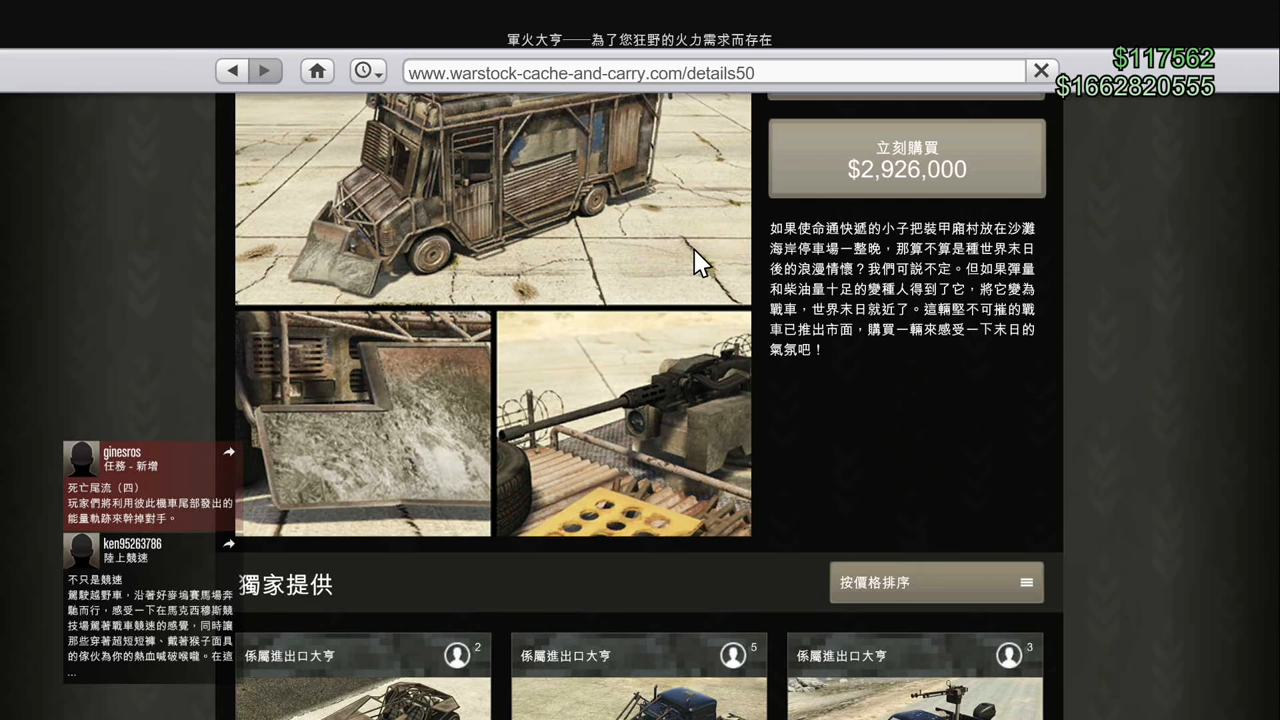 軍火大亨──為了您狂野的火力需求而存在
www.warstock-cache-and-carry.com/details50
$117562
$1662820555
立刻購買
$2,926,000
如果使命通快遞的小子把裝甲廂村放在沙灘
海岸停車場一整晚，那算不算是種世界末日
後的浪漫情懷？我們可説不定。但如果彈量
和柴油量十足的變種人得到了它，將它變為
戰車，世界末日就近了。這輛堅不可摧的戰
車已推出市面，購買一輛來感受一下末日的
氣氛吧！
ginesros
任務 - 新增
死亡尾流（四）
玩家們將利用彼此機車尾部發出的
能量軌跡來幹掉對手。
ken95263786
陸上競速
不只是競速
駕駛越野車，沿著好麥塢賽馬場奔
馳而行，感受一下在馬克西穆斯競
技場駕著戰車競速的感覺，同時讓
那些穿著超短短褲、戴著猴子面具
的傢伙為你的熱血喊破喉嚨。在這
...
獨家提供
按價格排序
係屬進出口大亨
2
係屬進出口大亨
5
係屬進出口大亨
3